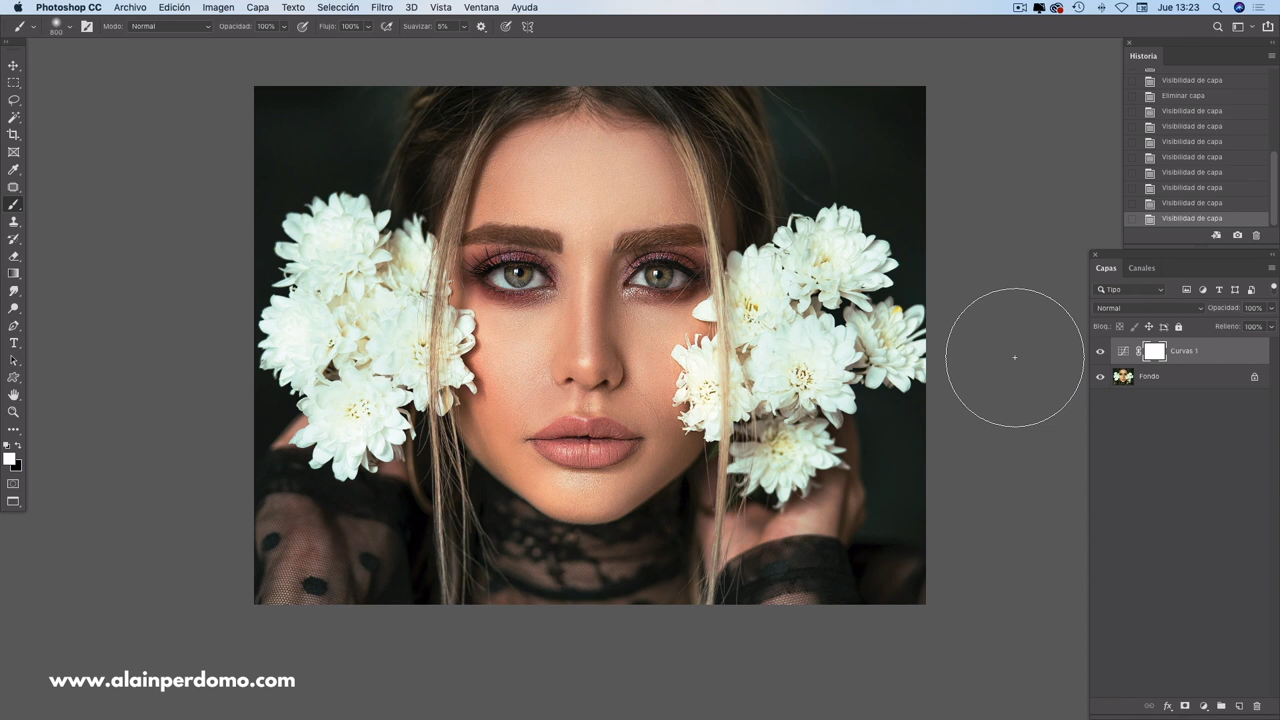 Photoshop CC Archivo Edición Imagen Capa Texto Selección Filtro 3D Vista Ventana Ayuda Jue 13:23
800 Modo: Normal Opacidad: 100% Flujo: 100% Suavizar: 5%
Historia
Visibilidad de capa
Eliminar capa
Visibilidad de capa
Visibilidad de capa
Visibilidad de capa
Visibilidad de capa
Visibilidad de capa
Visibilidad de capa
Visibilidad de capa
Visibilidad de capa
Capas Canales
Tipo
Normal Opacidad: 100%
Bloq.: Relleno: 100%
Curvas 1
Fondo
www.alainperdomo.com